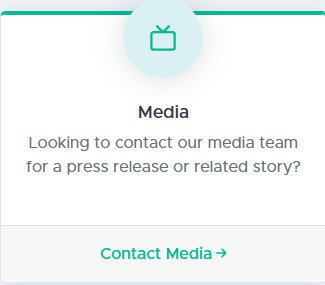 Media
Looking to contact our media team
for a press release or related story?
Contact Media →